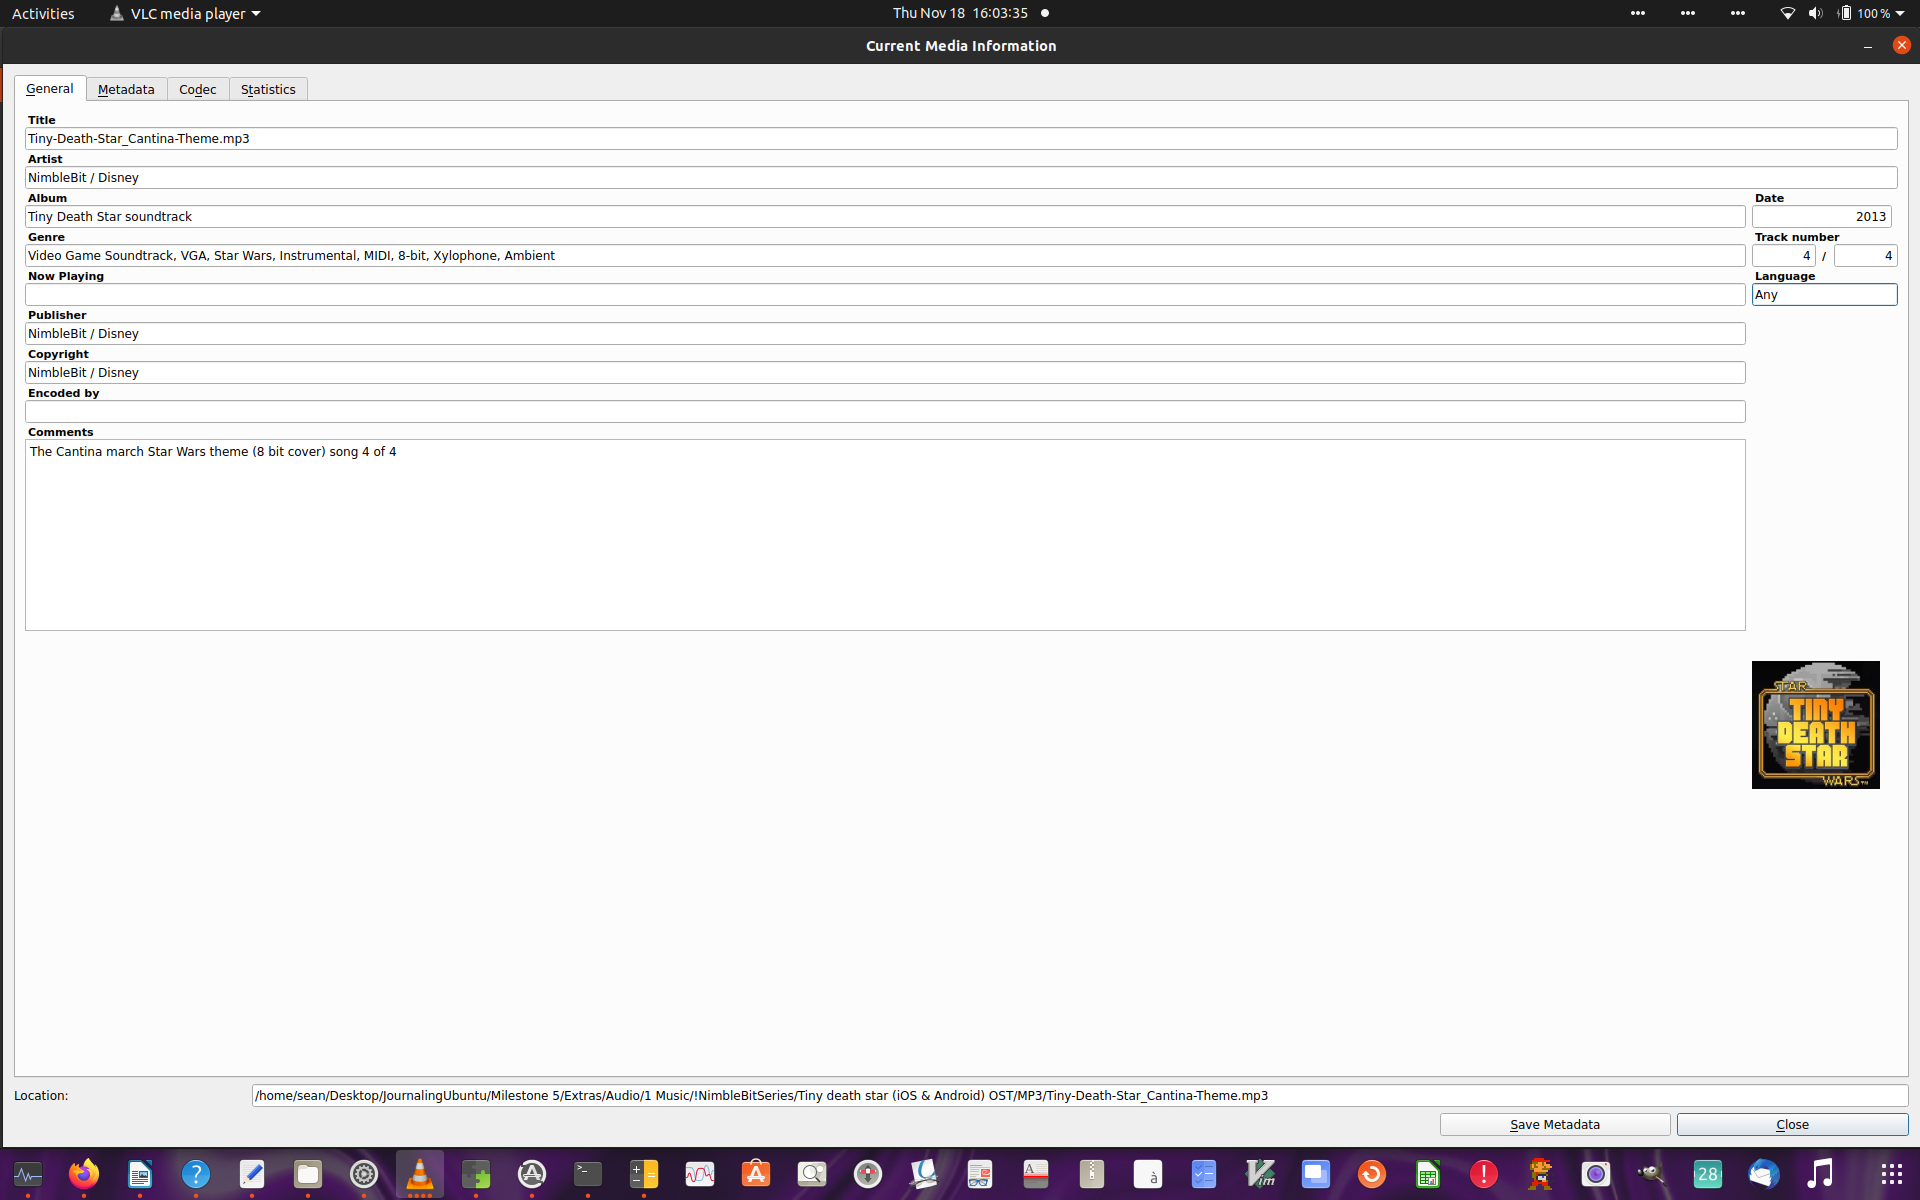 Activities VLC media player Thu Nov 18 16:03:35 100 %
Current Media Information
General Metadata Codec Statistics
Title
Tiny-Death-Star_Cantina-Theme.mp3
Artist
NimbleBit / Disney
Album Date
Tiny Death Star soundtrack 2013
Genre Track number
Video Game Soundtrack, VGA, Star Wars, Instrumental, MIDI, 8-bit, Xylophone, Ambient 4 / 4
Now Playing Language
Any
Publisher
NimbleBit / Disney
Copyright
NimbleBit / Disney
Encoded by
Comments
The Cantina march Star Wars theme (8 bit cover) song 4 of 4
STAR
TINY
DEATH
STAR
WARS
Location: /home/sean/Desktop/JournalingUbuntu/Milestone 5/Extras/Audio/1 Music/!NimbleBitSeries/Tiny death star (iOS & Android) OST/MP3/Tiny-Death-Star_Cantina-Theme.mp3
Save Metadata Close
28